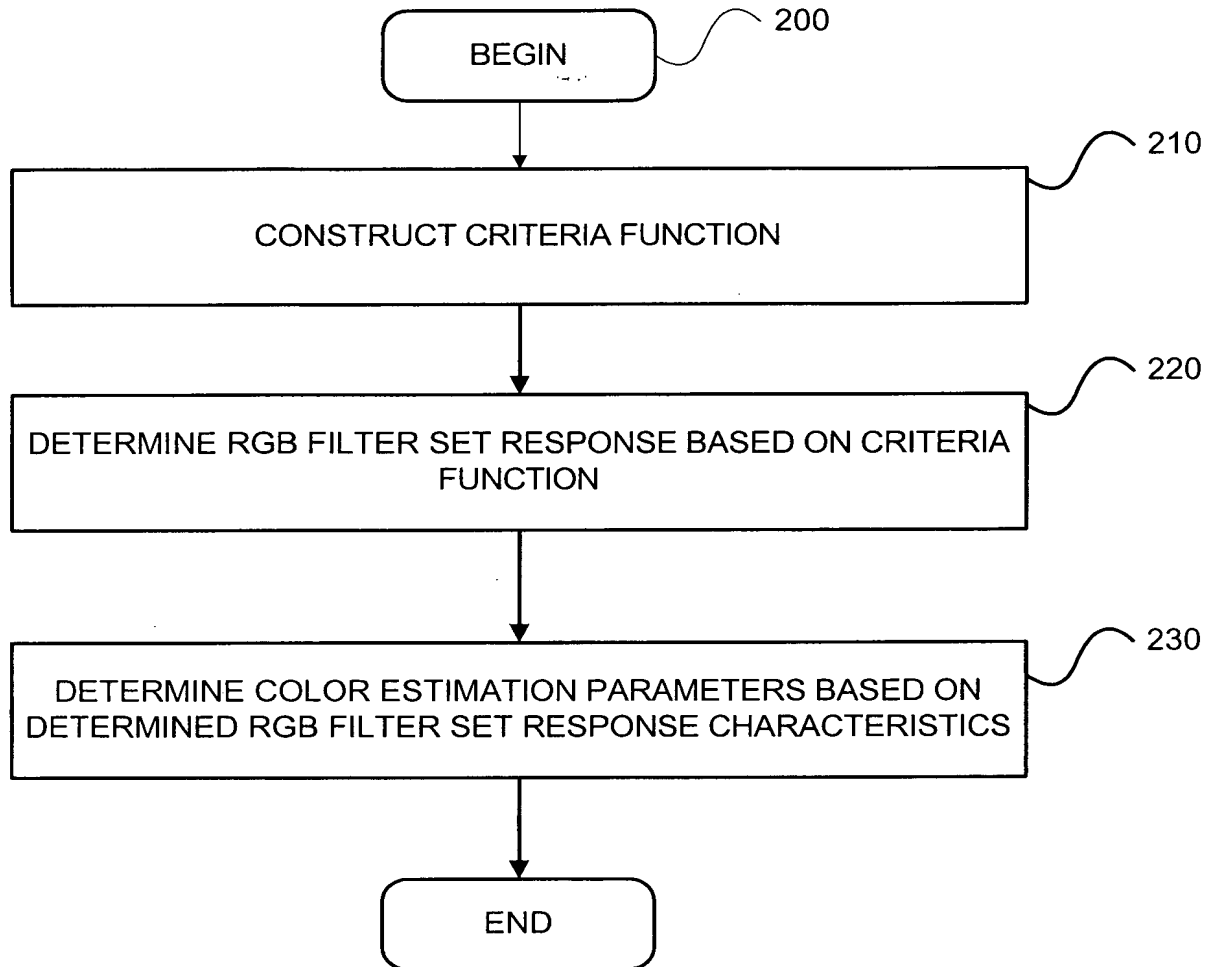 BEGIN
200
210
CONSTRUCT CRITERIA FUNCTION
220
DETERMINE RGB FILTER SET RESPONSE BASED ON CRITERIA
FUNCTION
230
DETERMINE COLOR ESTIMATION PARAMETERS BASED ON
DETERMINED RGB FILTER SET RESPONSE CHARACTERISTICS
END